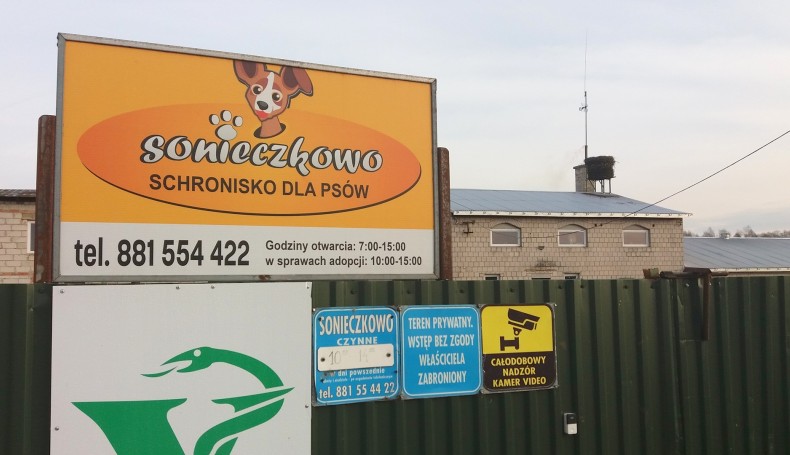 sonieczkowo
SCHRONISKO DLA PSÓW
tel. 881 554 422
Godziny otwarcia: 7:00-15:00
w sprawach adopcji: 10:00-15:00
SONIECZKOWO
CZYNNE
dni powszednie
tel. 881 55 44 22
TEREN PRYWATNY.
WSTĘP BEZ ZGODY
WŁAŚCICIELA
ZABRONIONY
CAŁODOBOWY
NADZÓR
KAMER VIDEO